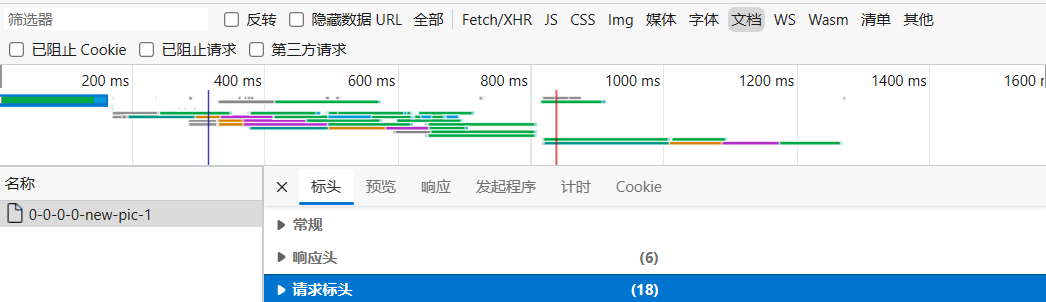 筛选器 反转 隐藏数据 URL 全部 Fetch/XHR JS CSS Img 媒体 字体 文档 WS Wasm 清单 其他
已阻止 Cookie 已阻止请求 第三方请求
200 ms 400 ms 600 ms 800 ms 1000 ms 1200 ms 1400 ms 1600
名称 × 标头 预览 响应 发起程序 计时 Cookie
0-0-0-0-new-pic-1
常规
响应头 (6)
请求标头 (18)